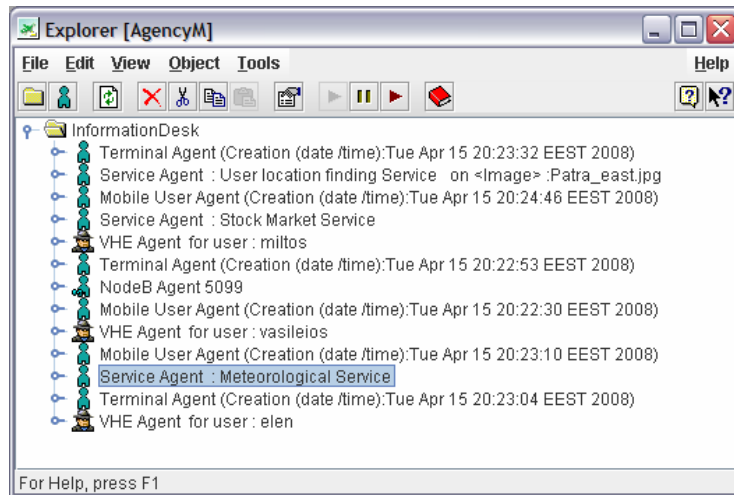 Explorer [AgencyM]
File Edit View Object Tools Help
InformationDesk
Terminal Agent (Creation (date /time):Tue Apr 15 20:23:32 EEST 2008)
Service Agent : User location finding Service on <Image> :Patra_east.jpg
Mobile User Agent (Creation (date /time):Tue Apr 15 20:24:46 EEST 2008)
Service Agent : Stock Market Service
VHE Agent for user : miltos
Terminal Agent (Creation (date /time):Tue Apr 15 20:22:53 EEST 2008)
NodeB Agent 5099
Mobile User Agent (Creation (date /time):Tue Apr 15 20:22:30 EEST 2008)
VHE Agent for user : vasileios
Mobile User Agent (Creation (date /time):Tue Apr 15 20:23:10 EEST 2008)
Service Agent : Meteorological Service
Terminal Agent (Creation (date /time):Tue Apr 15 20:23:04 EEST 2008)
VHE Agent for user : elen
For Help, press F1